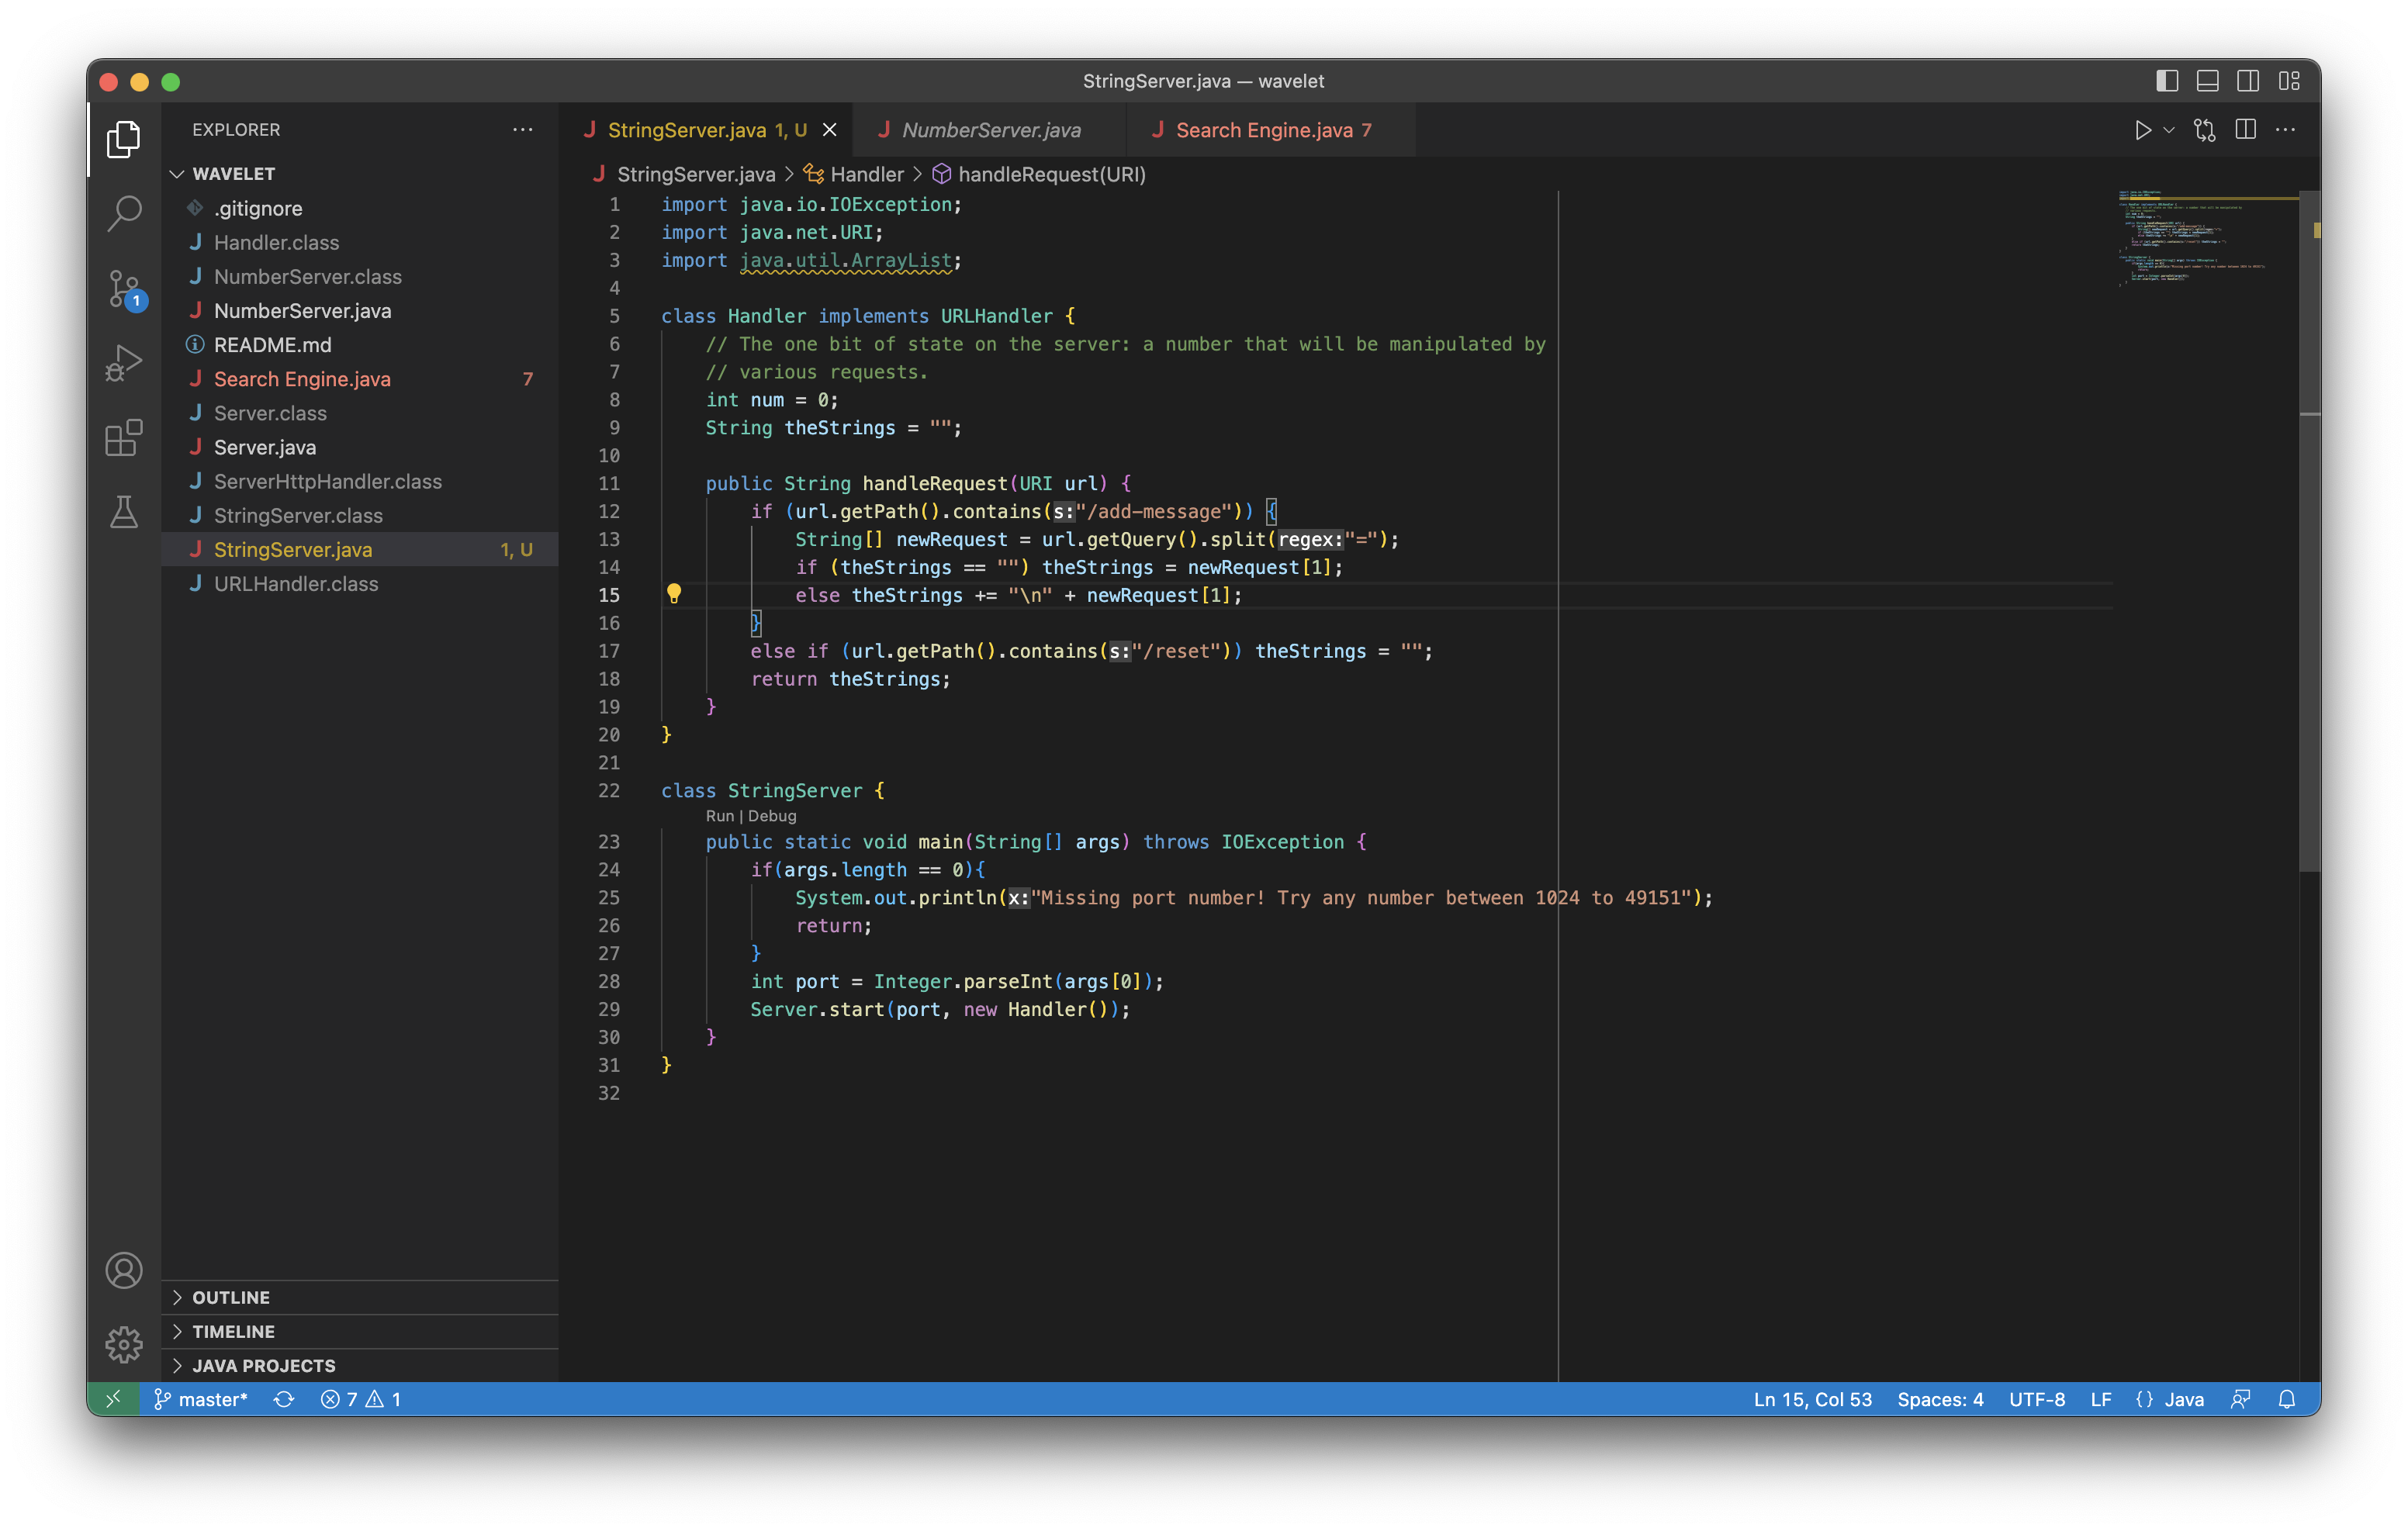 StringServer.java — wavelet
EXPLORER
WAVELET
.gitignore
Handler.class
NumberServer.class
NumberServer.java
README.md
Search Engine.java 7
Server.class
Server.java
ServerHttpHandler.class
StringServer.class
StringServer.java 1, U
URLHandler.class
OUTLINE
TIMELINE
JAVA PROJECTS
1
StringServer.java 1, U
NumberServer.java
Search Engine.java 7
StringServer.java > Handler > handleRequest(URI)
1 import java.io.IOException;
2 import java.net.URI;
3 import java.util.ArrayList;
4
5 class Handler implements URLHandler {
6 // The one bit of state on the server: a number that will be manipulated by
7 // various requests.
8 int num = 0;
9 String theStrings = "";
10
11 public String handleRequest(URI url) {
12 if (url.getPath().contains(s:"/add-message")) {
13 String[] newRequest = url.getQuery().split(regex:"=");
14 if (theStrings == "") theStrings = newRequest[1];
15 else theStrings += "\n" + newRequest[1];
16 }
17 else if (url.getPath().contains(s:"/reset")) theStrings = "";
18 return theStrings;
19 }
20 }
21
22 class StringServer {
Run | Debug
23 public static void main(String[] args) throws IOException {
24 if(args.length == 0){
25 System.out.println(x:"Missing port number! Try any number between 1024 to 49151");
26 return;
27 }
28 int port = Integer.parseInt(args[0]);
29 Server.start(port, new Handler());
30 }
31 }
32
master* 7 1 Ln 15, Col 53 Spaces: 4 UTF-8 LF {} Java